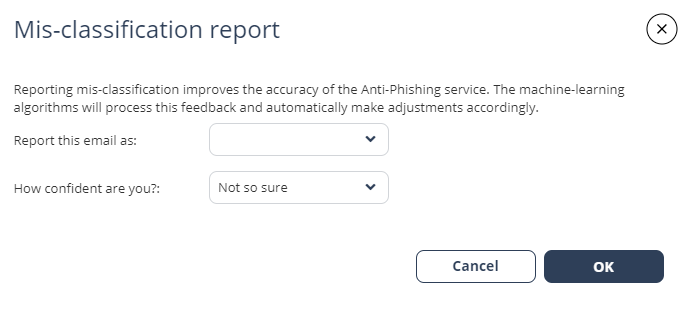 Mis-classification report
Reporting mis-classification improves the accuracy of the Anti-Phishing service. The machine-learning
algorithms will process this feedback and automatically make adjustments accordingly.
Report this email as:
How confident are you?: Not so sure
Cancel OK